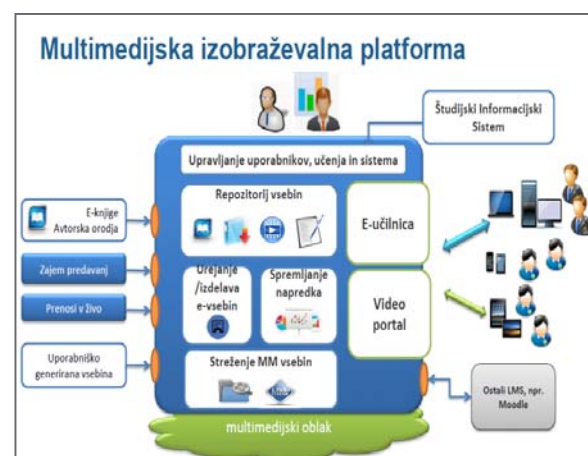 Multimedijska izobraževalna platforma
Študijski Informacijski
Sistem
Upravljanje uporabnikov, učenja in sistema
Repozitorij vsebin
E-knjige
Avtorska orodja
Zajem predavanj
Prenosi v živo
Uporabniško
generirana vsebina
Urejanje
/izdelava
e-vsebin
Spremljanje
napredka
E-učilnica
Video
portal
Streženje MM vsebin
multimedijski oblak
Ostali LMS, npr.
Moodle